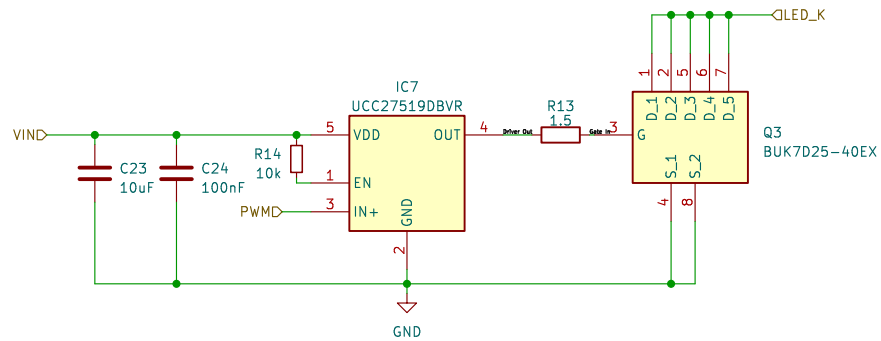 LED_K
1
2
5
6
7
D_1
D_2
D_3
D_4
D_5
IC7
UCC27519DBVR
VIN
5
VDD
OUT
4
Driver Out
R13
1.5
Gate In
3
G
Q3
BUK7D25-40EX
C23
10uF
C24
100nF
R14
10k
1
EN
PWM
3
IN+
GND
2
S_1
S_2
4
8
GND